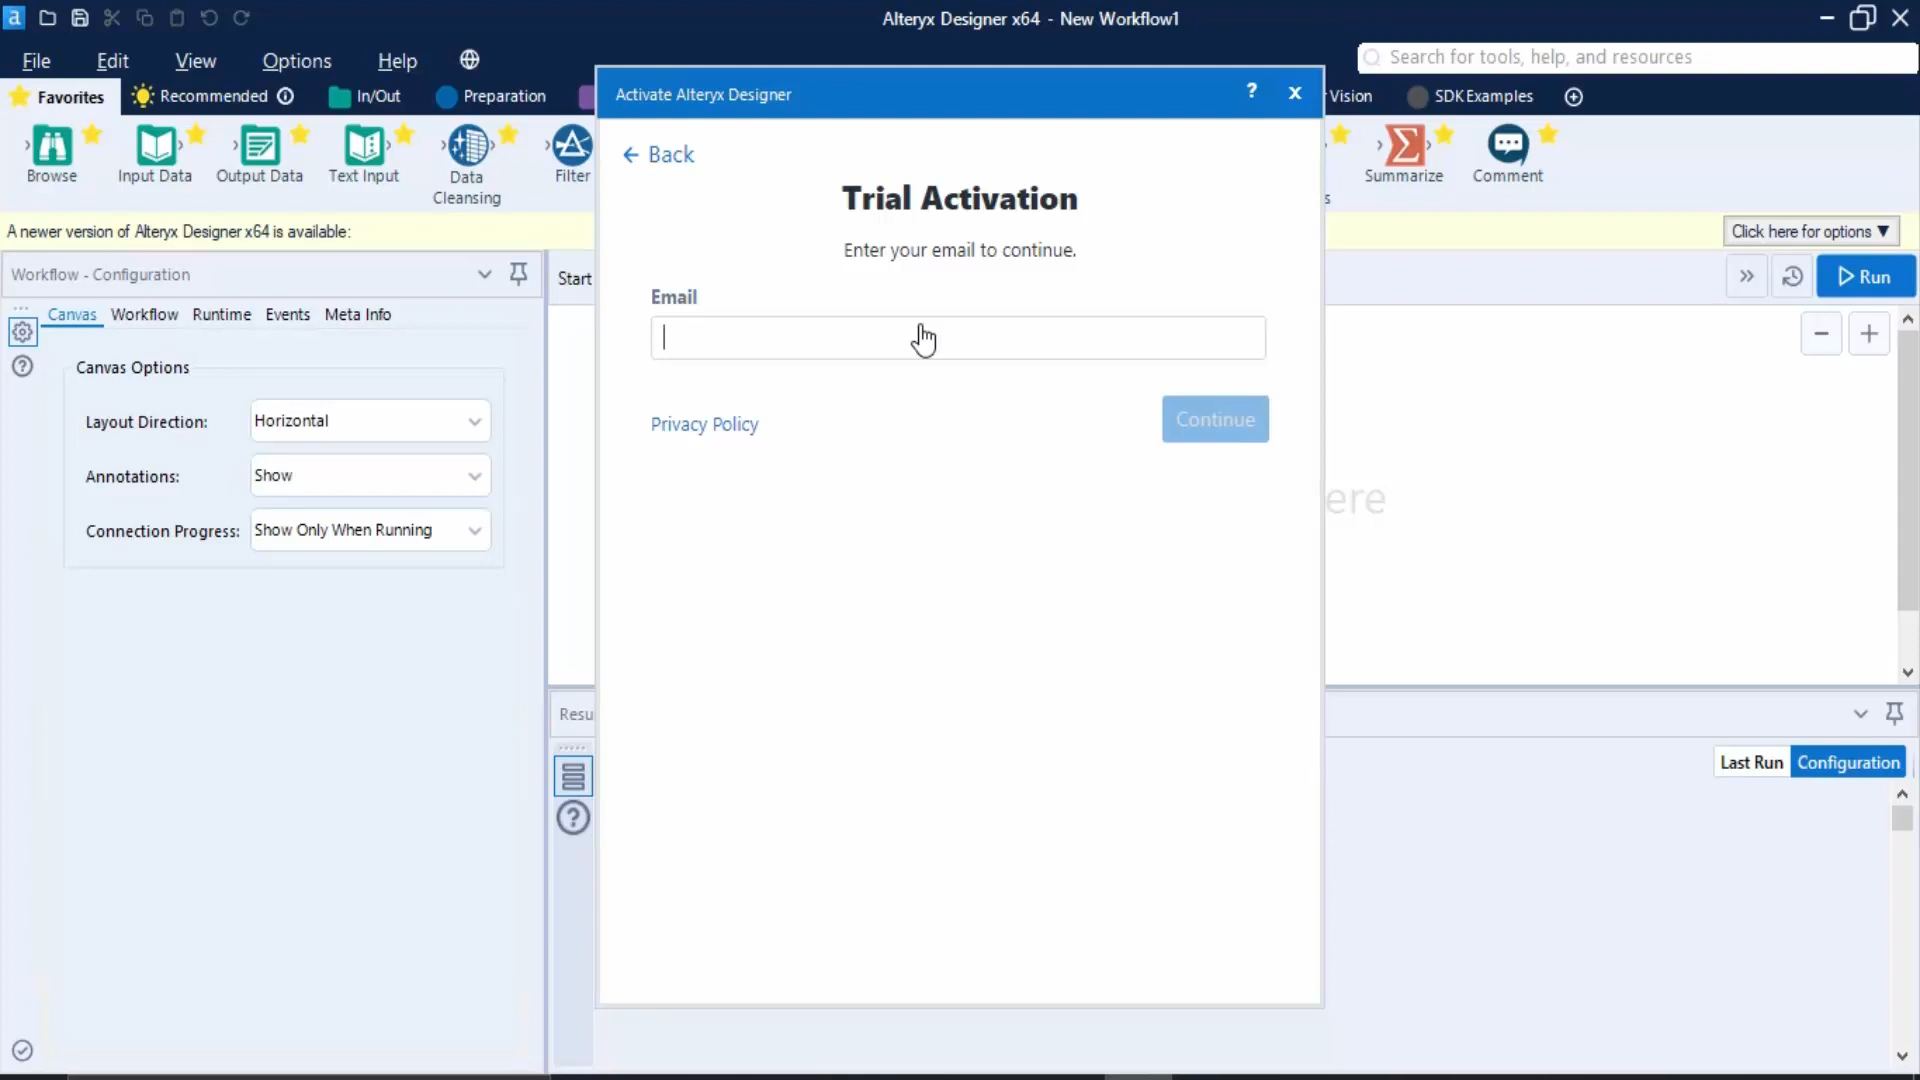 Alteryx Designer x64 - New Workflow1
File Edit View Options Help
Search for tools, help, and resources
Favorites Recommended In/Out Preparation Vision SDKExamples
Browse Input Data Output Data Text Input Data Cleansing Filter Summarize Comment
s
A newer version of Alteryx Designer x64 is available:
Click here for options ▼
Workflow - Configuration
Start
Run
Canvas Workflow Runtime Events Meta Info
Canvas Options
Layout Direction: Horizontal
Annotations: Show
Connection Progress: Show Only When Running
Activate Alteryx Designer ? x
← Back
Trial Activation
Enter your email to continue.
Email
Privacy Policy
Continue
ere
Resu
Last Run Configuration